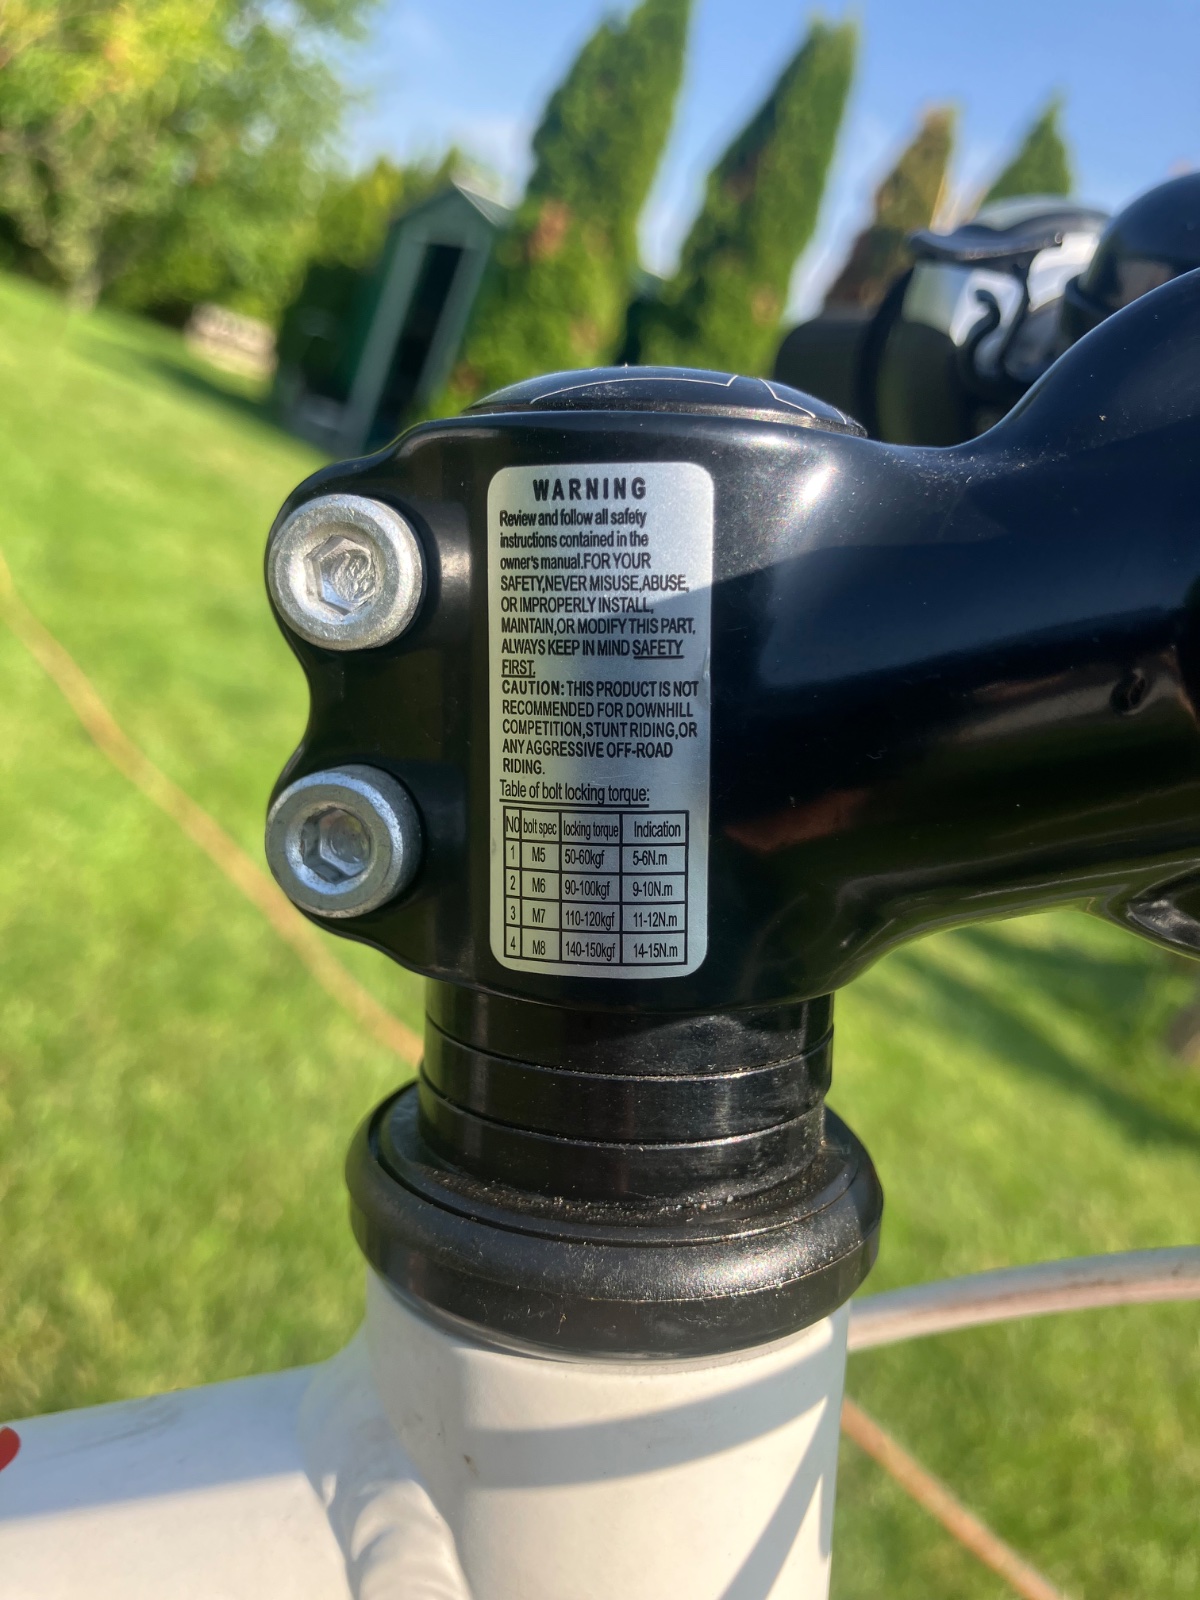 WARNING
Review and follow all safety
instructions contained in the
owner's manual.FOR YOUR
SAFETY,NEVER MISUSE,ABUSE,
OR IMPROPERLY INSTALL,
MAINTAIN,OR MODIFY THIS PART,
ALWAYS KEEP IN MIND SAFETY
FIRST.
CAUTION: THIS PRODUCT IS NOT
RECOMMENDED FOR DOWNHILL
COMPETITION,STUNT RIDING,OR
ANY AGGRESSIVE OFF-ROAD
RIDING.
Table of bolt locking torque:
NO bolt spec locking torque Indication
1 M5 50-60kgf 5-6N.m
2 M6 90-100kgf 9-10N.m
3 M7 110-120kgf 11-12N.m
4 M8 140-150kgf 14-15N.m